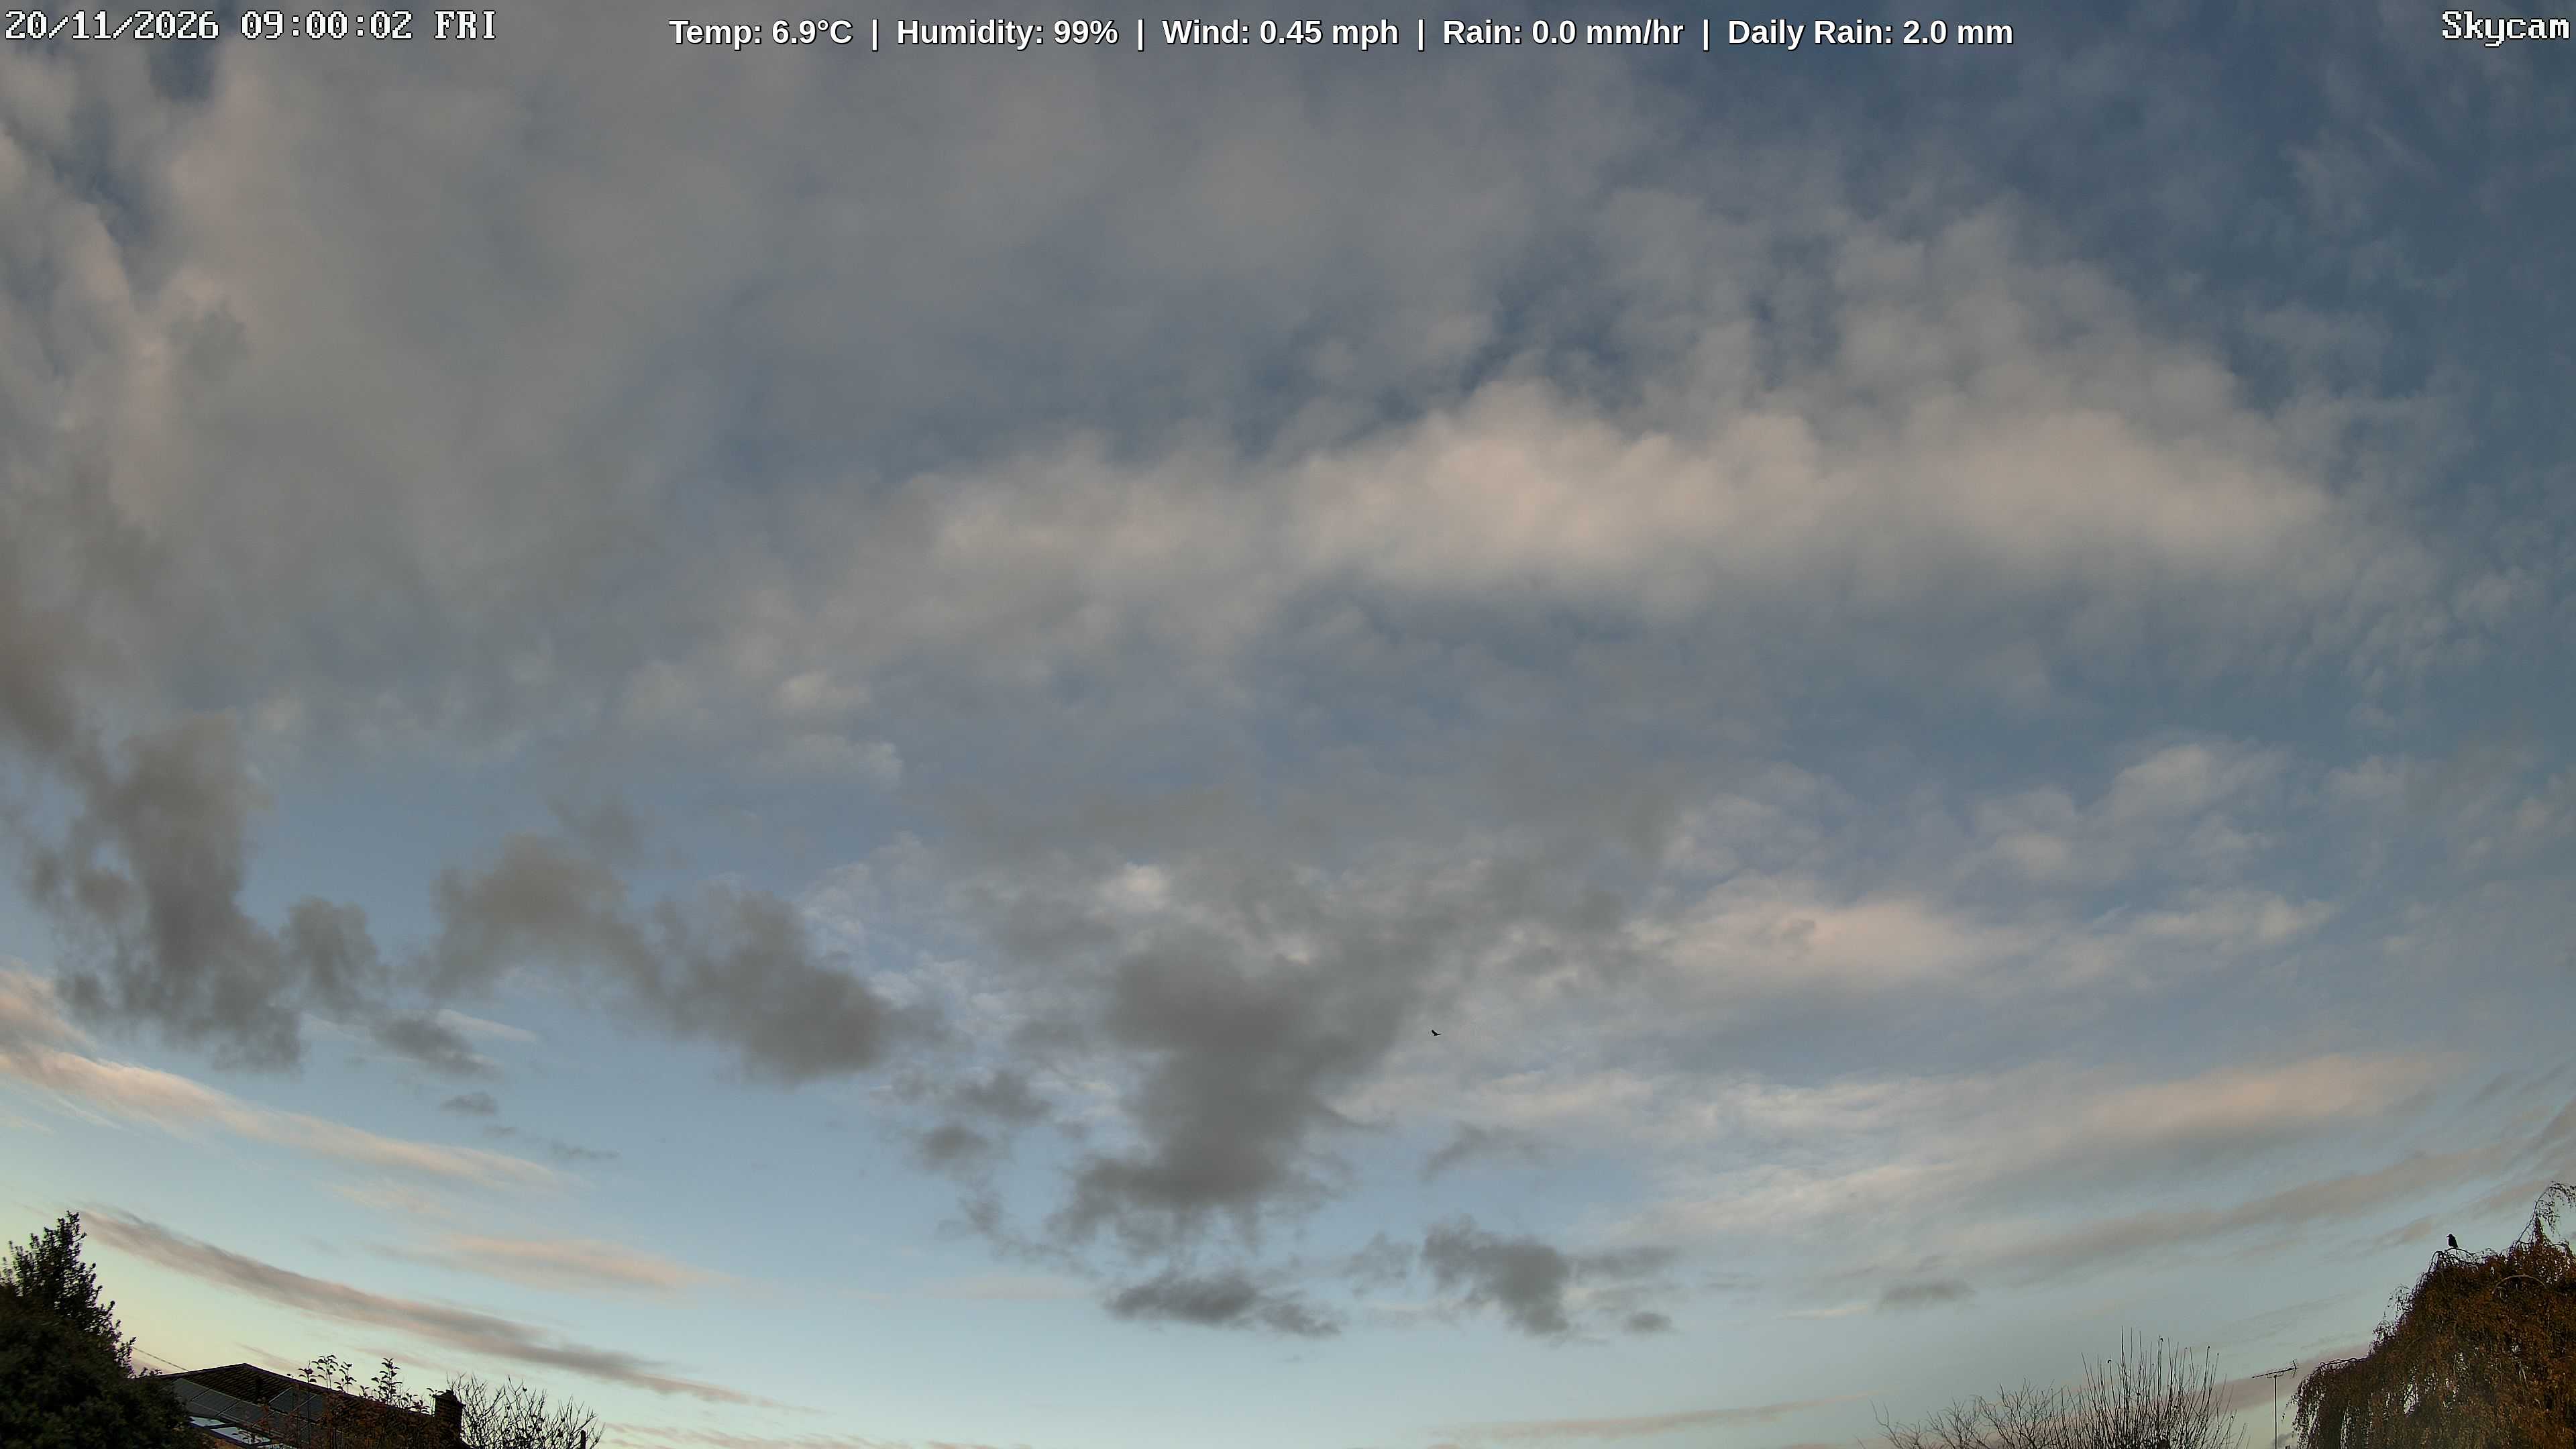 20/11/2026 09:00:02 FRI
Temp: 6.9°C | Humidity: 99% | Wind: 0.45 mph | Rain: 0.0 mm/hr | Daily Rain: 2.0 mm
Skycam